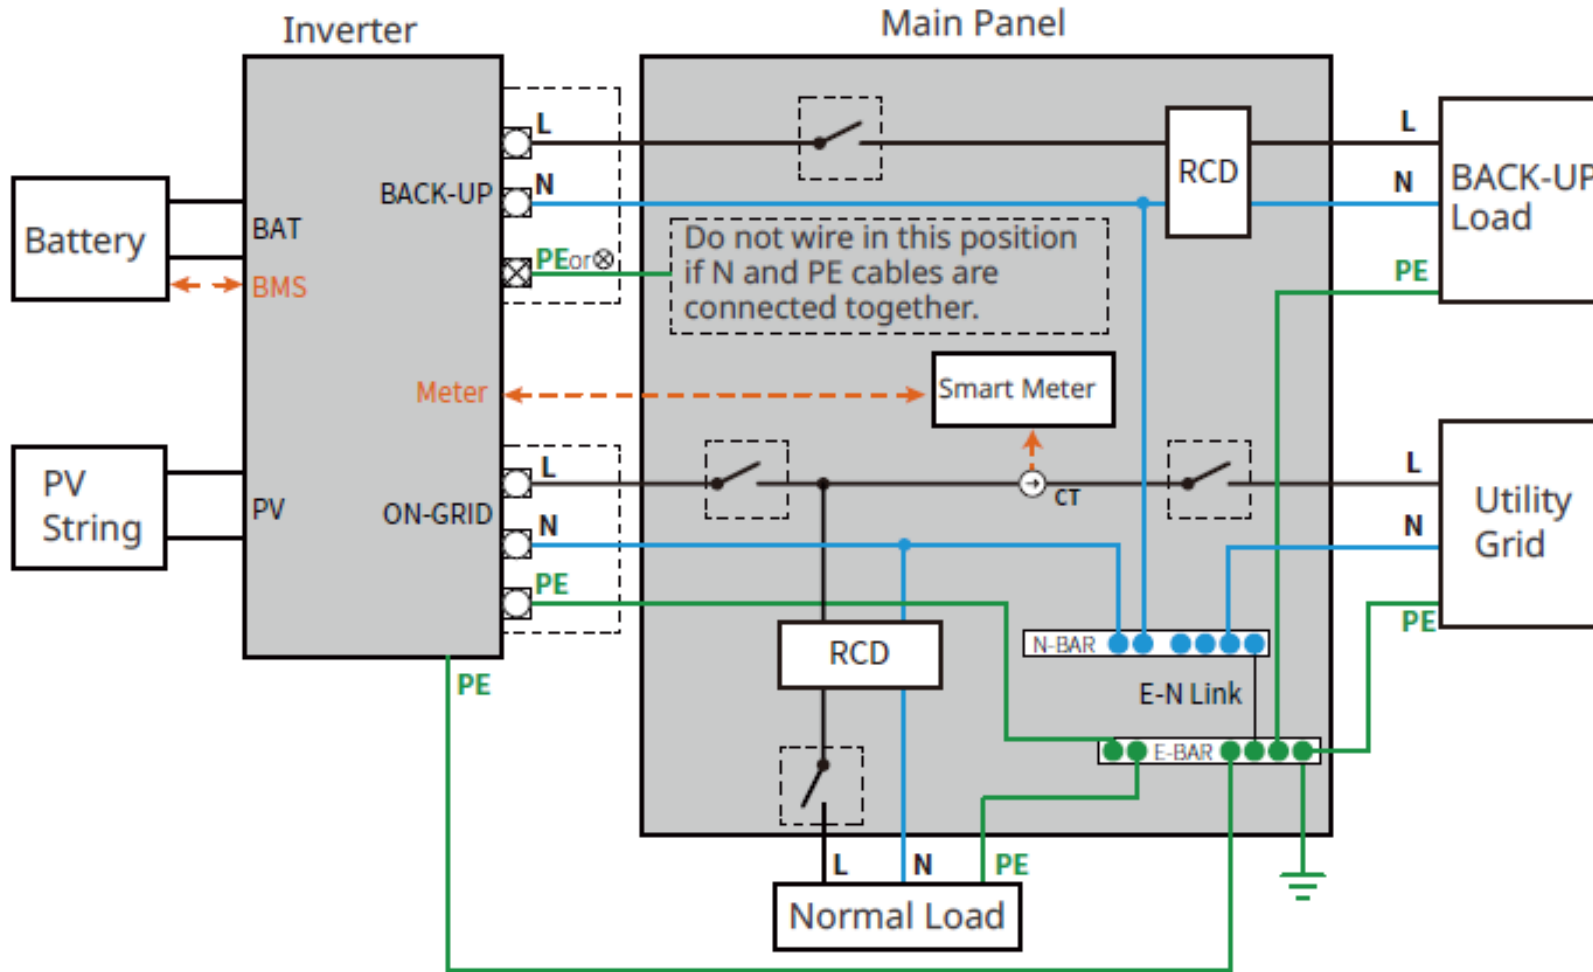 Inverter
Main Panel
L
N
PE or
BACK-UP
Battery
BAT
BMS
Do not wire in this position
if N and PE cables are
connected together.
RCD
L
N
PE
BACK-UP
Load
Meter
Smart Meter
CT
PV
String
PV
ON-GRID
L
N
PE
L
N
PE
Utility
Grid
RCD
N-BAR
E-N Link
E-BAR
PE
L
N
PE
Normal Load